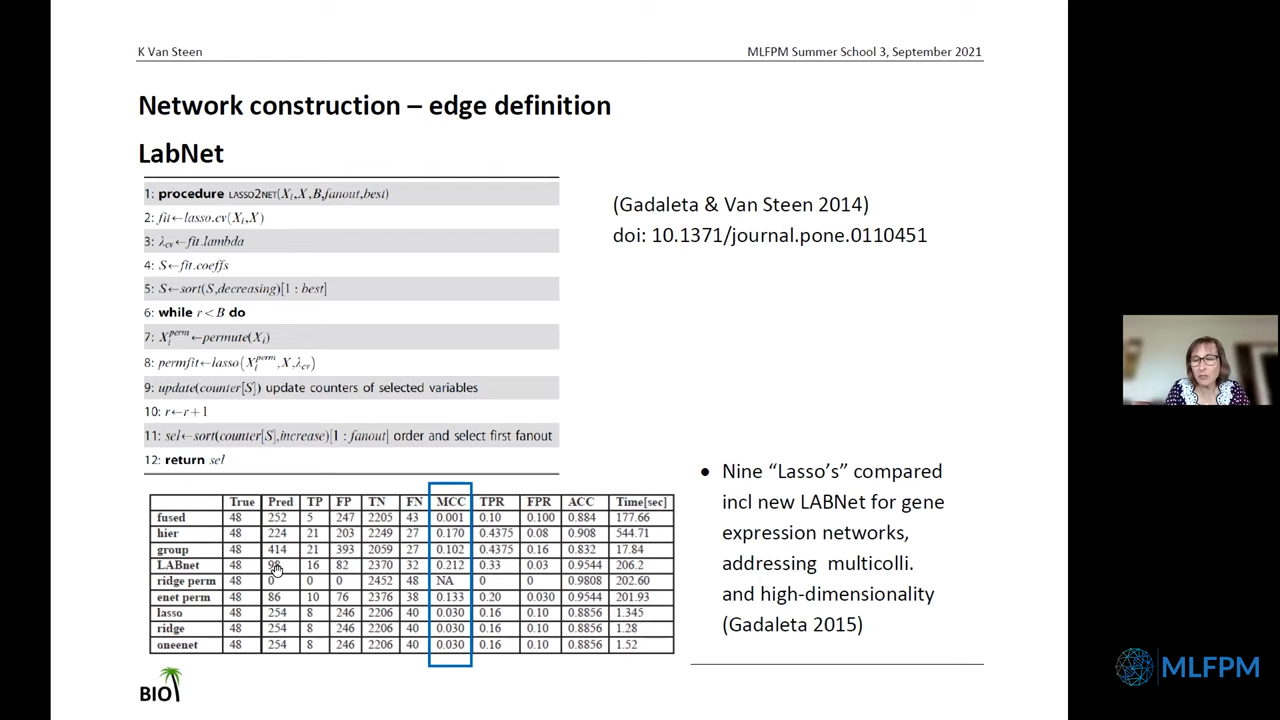 K Van Steen
MLFPM Summer School 3, September 2021
Network construction – edge definition
LabNet
1: procedure LASSO2NET(Xi,X,B,fanout,best)
2: fit←lasso.cv(Xi,X)
3: λcv←fit.lambda
4: S←fit.coeffs
5: S←sort(S,decreasing)[1 : best]
6: while r<B do
7: Xi^perm←permute(Xi)
8: permfit←lasso(Xi^perm,X,λcv)
9: update(counter[S]) update counters of selected variables
10: r←r+1
11: sel←sort(counter[S],increase)[1 : fanout] order and select first fanout
12: return sel
(Gadaleta & Van Steen 2014)
doi: 10.1371/journal.pone.0110451
True Pred TP FP TN FN MCC TPR FPR ACC Time[sec]
fused 48 252 5 247 2205 43 0.001 0.10 0.100 0.884 177.66
hier 48 224 21 203 2249 27 0.170 0.4375 0.08 0.908 544.71
group 48 414 21 393 2059 27 0.102 0.4375 0.16 0.832 17.84
LABnet 48 98 16 82 2370 32 0.212 0.33 0.03 0.9544 206.2
ridge perm 48 0 0 0 2452 48 NA 0 0 0.9808 202.60
enet perm 48 86 10 76 2376 38 0.133 0.20 0.030 0.9544 201.93
lasso 48 254 8 246 2206 40 0.030 0.16 0.10 0.8856 1.345
ridge 48 254 8 246 2206 40 0.030 0.16 0.10 0.8856 1.28
oneenet 48 254 8 246 2206 40 0.030 0.16 0.10 0.8856 1.52
• Nine “Lasso’s” compared
incl new LABNet for gene
expression networks,
addressing multicolli.
and high-dimensionality
(Gadaleta 2015)
BIO
MLFPM